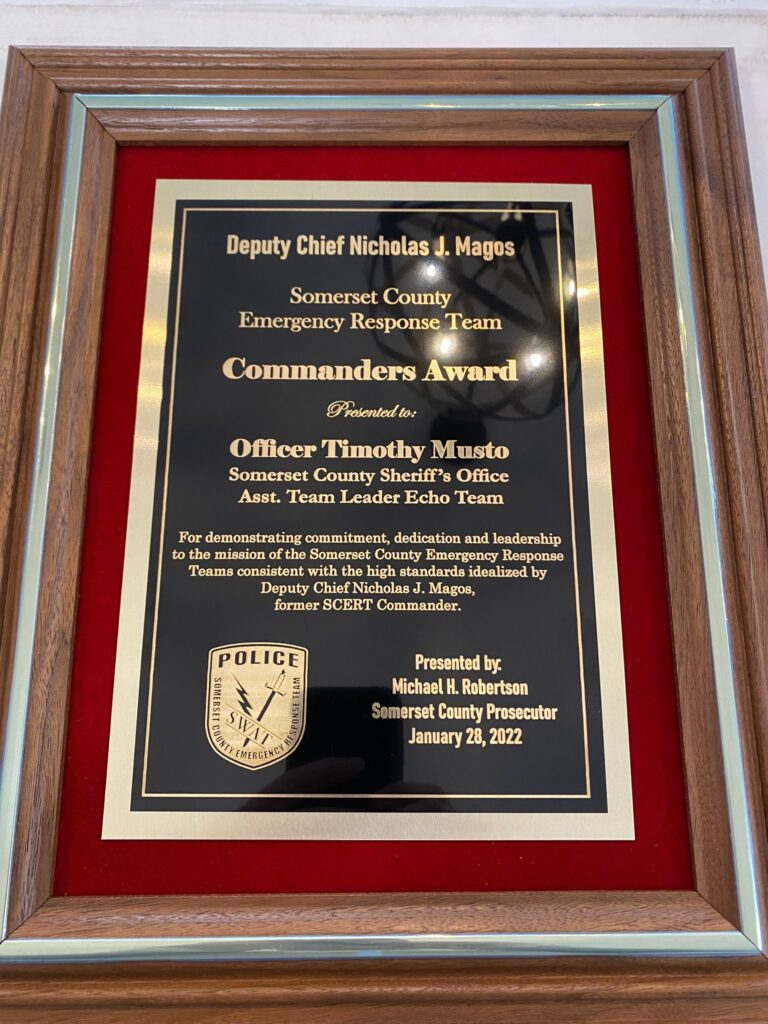 Deputy Chief Nicholas J. Magos
Somerset County
Emergency Response Team
Commanders Award
Presented to:
Officer Timothy Musto
Somerset County Sheriff's Office
Asst. Team Leader Echo Team
For demonstrating commitment, dedication and leadership
to the mission of the Somerset County Emergency Response
Teams consistent with the high standards idealized by
Deputy Chief Nicholas J. Magos,
former SCERT Commander.
POLICE
SOMERSET COUNTY EMERGENCY RESPONSE TEAM
SWAT
Presented by:
Michael H. Robertson
Somerset County Prosecutor
January 28, 2022